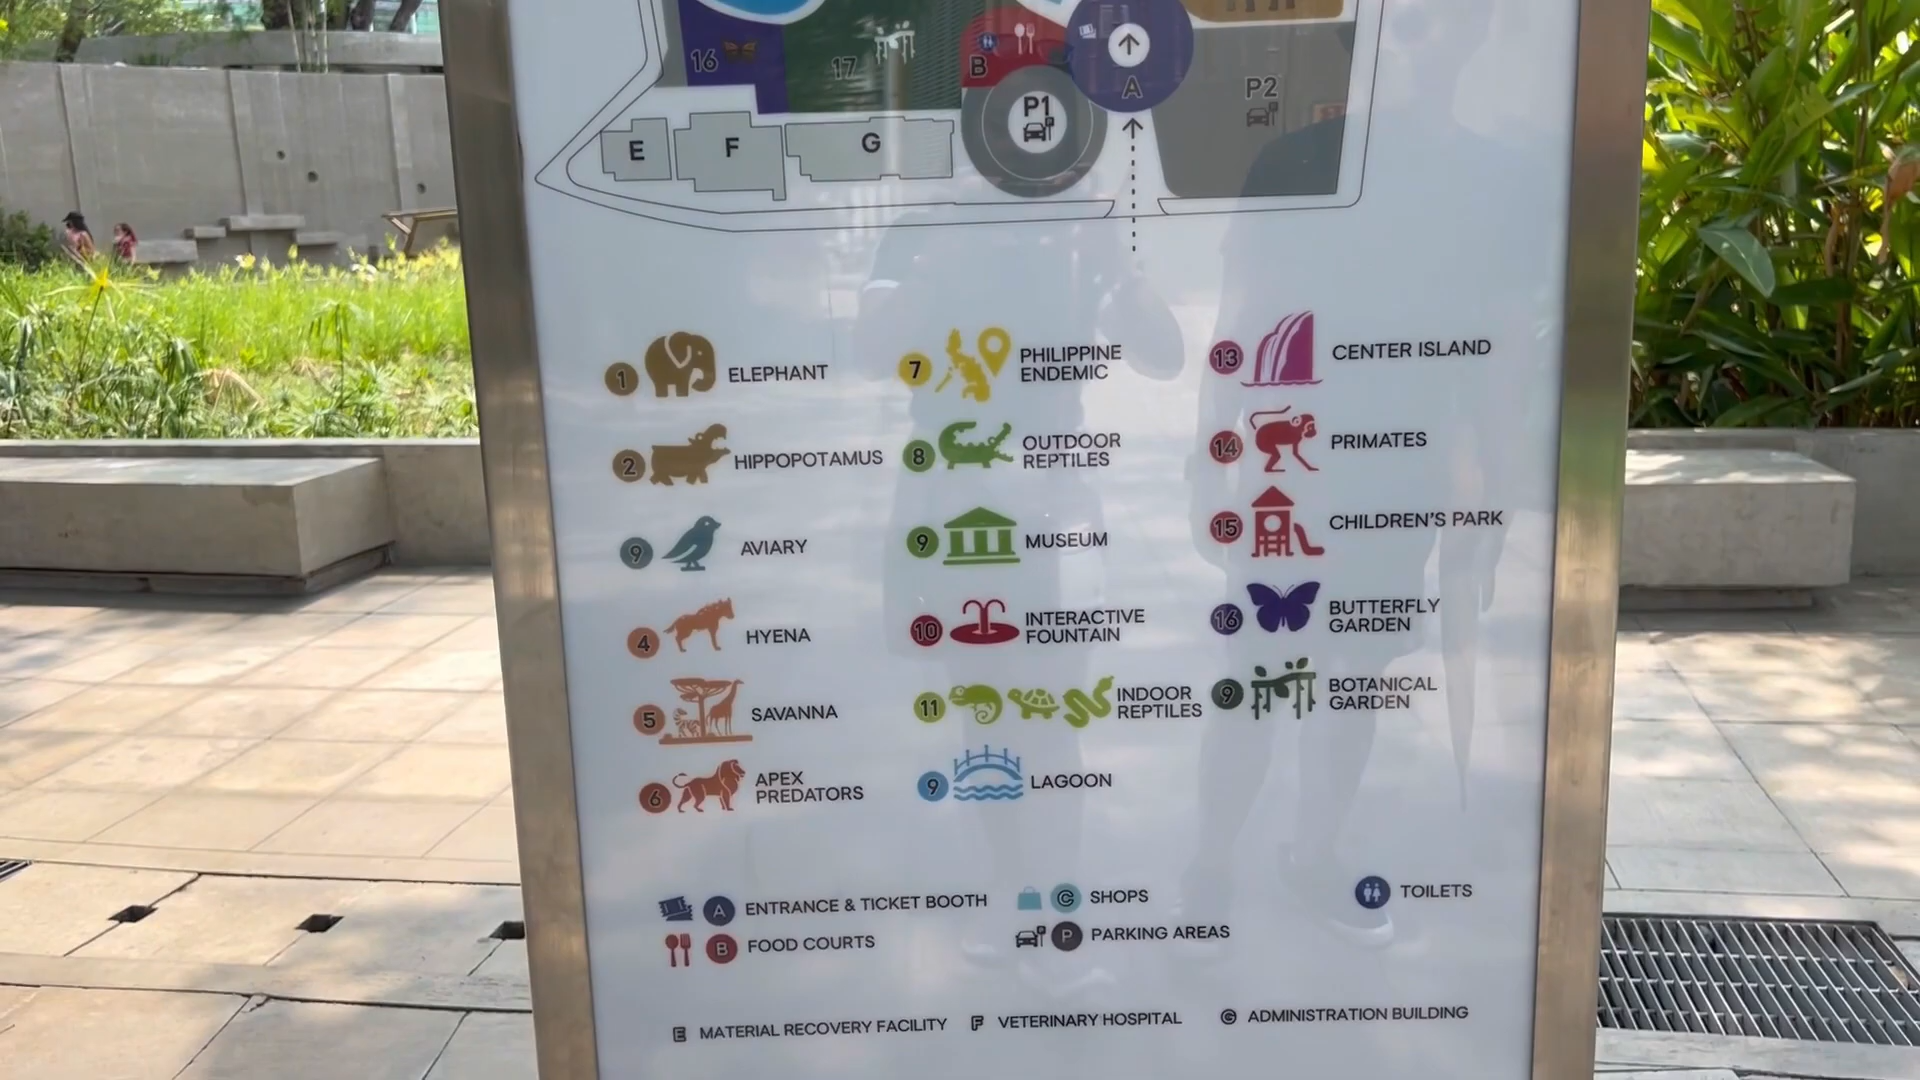 16
17
B
A
P1
P2
E
F
G
1 ELEPHANT
2 HIPPOPOTAMUS
9 AVIARY
4 HYENA
5 SAVANNA
6 APEX
PREDATORS
7 PHILIPPINE
ENDEMIC
8 OUTDOOR
REPTILES
9 MUSEUM
10 INTERACTIVE
FOUNTAIN
11 INDOOR
REPTILES
9 LAGOON
13 CENTER ISLAND
14 PRIMATES
15 CHILDREN'S PARK
16 BUTTERFLY
GARDEN
9 BOTANICAL
GARDEN
A ENTRANCE & TICKET BOOTH
B FOOD COURTS
C SHOPS
P PARKING AREAS
TOILETS
E MATERIAL RECOVERY FACILITY
F VETERINARY HOSPITAL
G ADMINISTRATION BUILDING